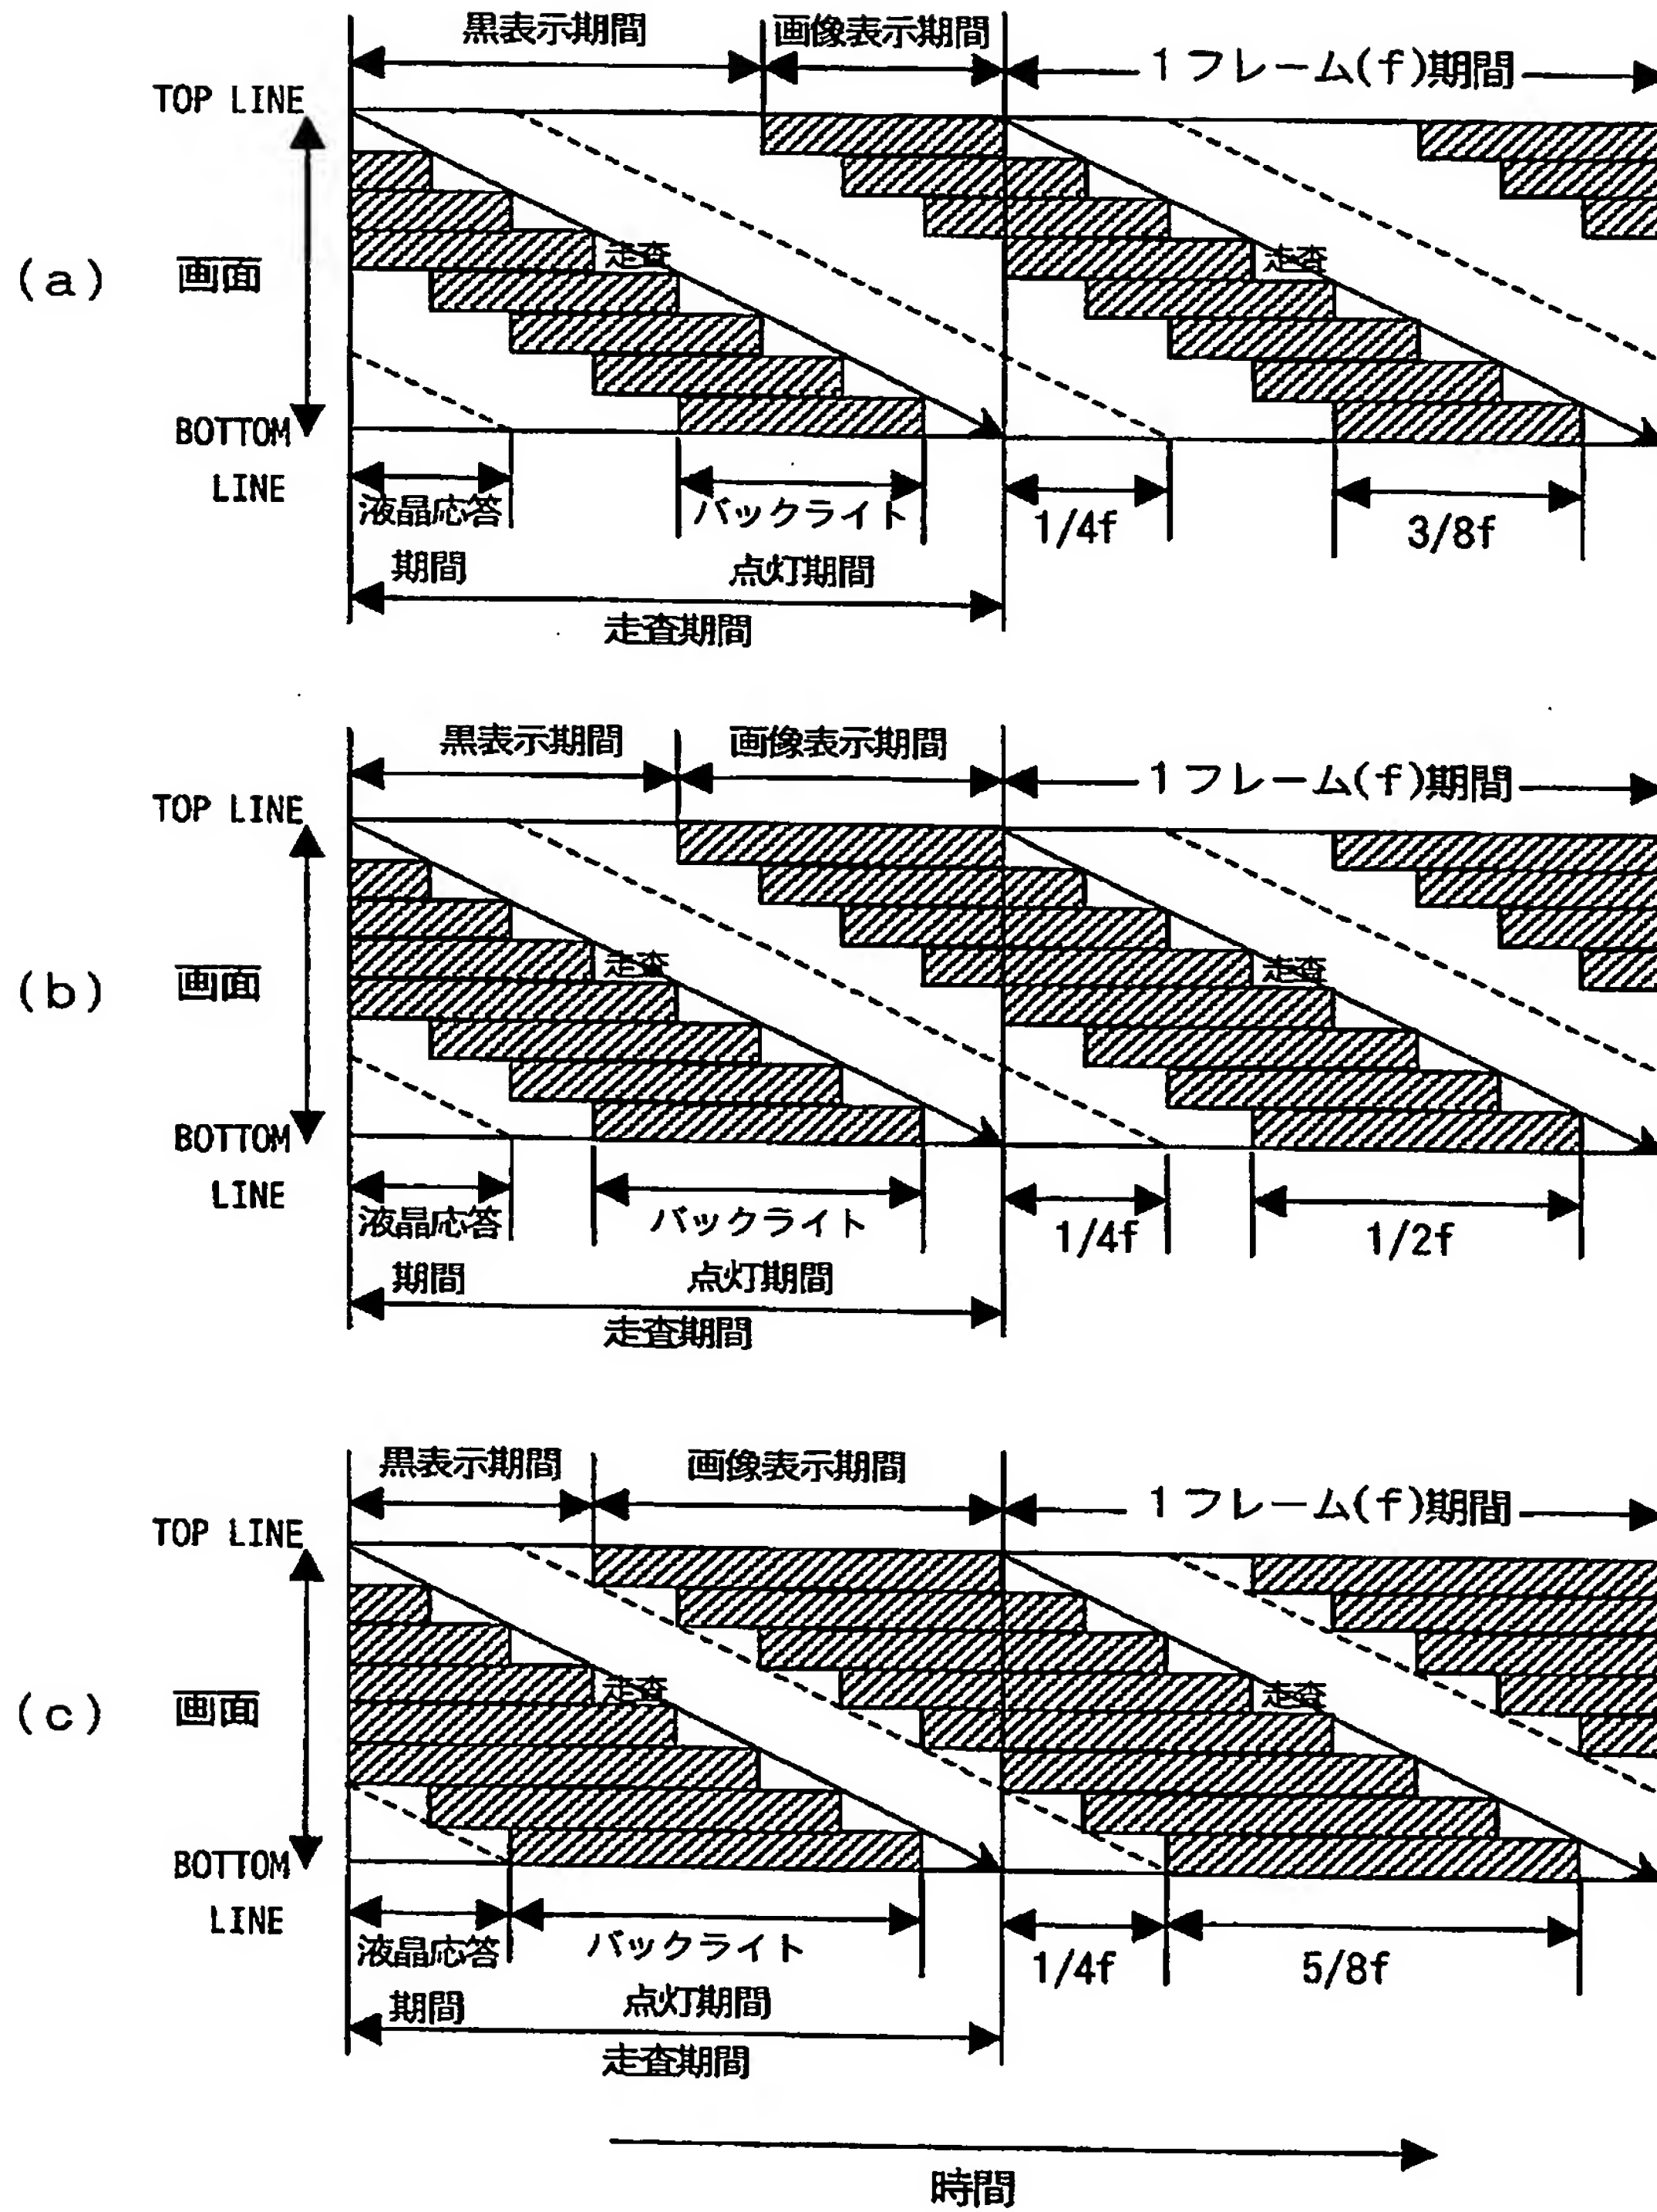 黒表示期間 画像表示期間 1フレーム(f)期間
TOP LINE
(a) 画面 走査 走査
BOTTOM
LINE
液晶応答 バックライト 1/4f 3/8f
期間 点灯期間
走査期間
黒表示期間 画像表示期間 1フレーム(f)期間
TOP LINE
(b) 画面 走査 走査
BOTTOM
LINE
液晶応答 バックライト 1/4f 1/2f
期間 点灯期間
走査期間
黒表示期間 画像表示期間 1フレーム(f)期間
TOP LINE
(c) 画面 走査 走査
BOTTOM
LINE
液晶応答 バックライト 1/4f 5/8f
期間 点灯期間
走査期間
時間